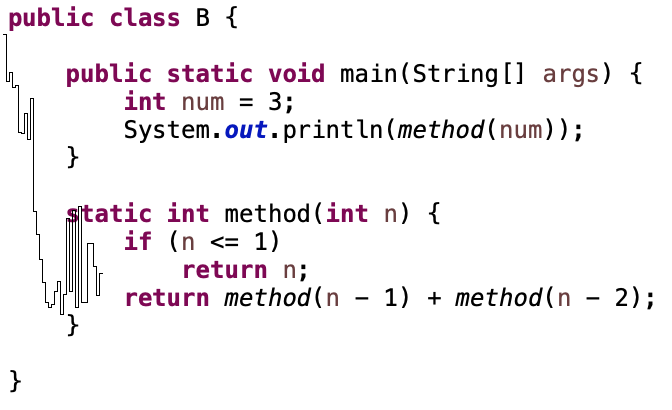 public class B {
public static void main(String[] args) {
int num = 3;
System.out.println(method(num));
}
static int method(int n) {
if (n <= 1)
return n;
return method(n - 1) + method(n - 2);
}
}